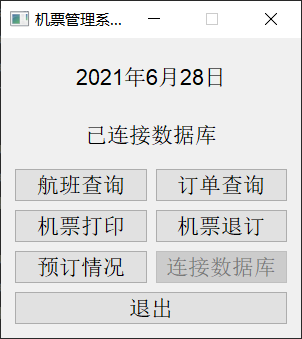 机票管理系...
2021年6月28日
已连接数据库
航班查询 订单查询
机票打印 机票退订
预订情况 连接数据库
退出